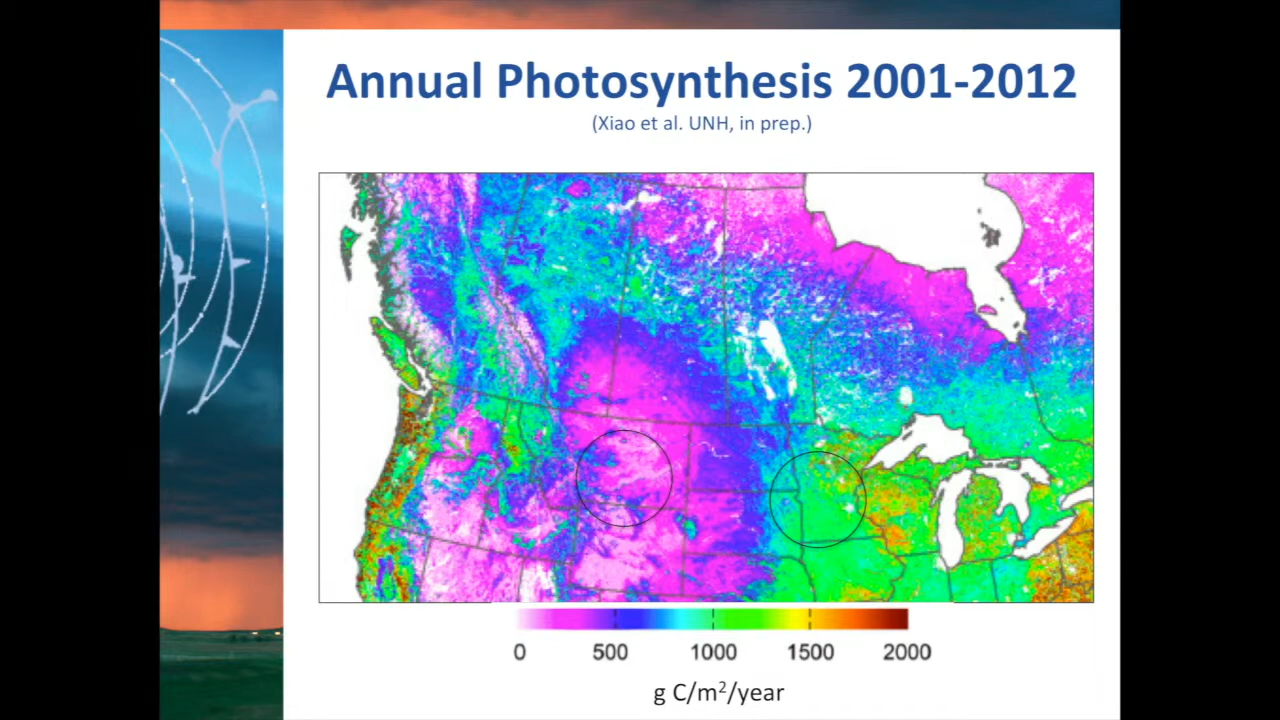 Annual Photosynthesis 2001-2012
(Xiao et al. UNH, in prep.)
0 500 1000 1500 2000
g C/m²/year